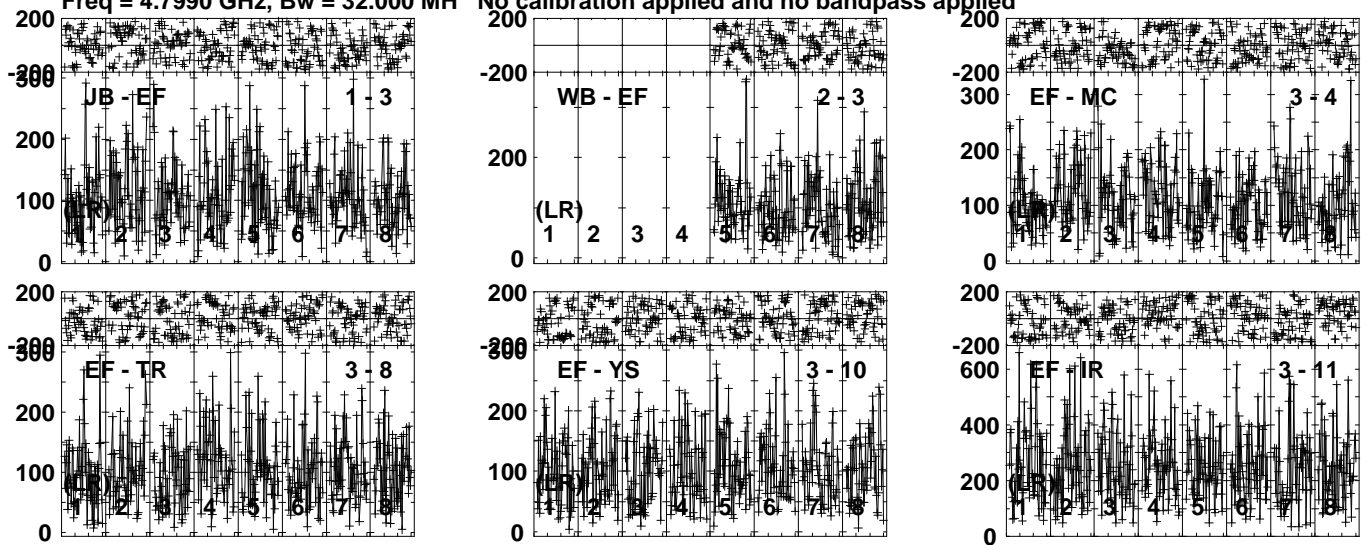 Freq = 4.7990 GHz, Bw = 32.000 MH No calibration applied and no bandpass applied
200
-200
300
JB - EF 1 - 3
200
100
(LR)
1 2 3 4 5 6 7 8
0
200
-200
WB - EF 2 - 3
200
(LR)
1 2 3 4 5 6 7 8
0
200
-200
300
EF - MC 3 - 4
200
100
(LR)
1 2 3 4 5 6 7 8
0
200
-200
300
EF - TR 3 - 8
200
100
(LR)
1 2 3 4 5 6 7 8
0
200
-200
300
EF - YS 3 - 10
200
100
(LR)
1 2 3 4 5 6 7 8
0
200
-200
600
EF - IR 3 - 11
400
200
(LR)
1 2 3 4 5 6 7 8
0